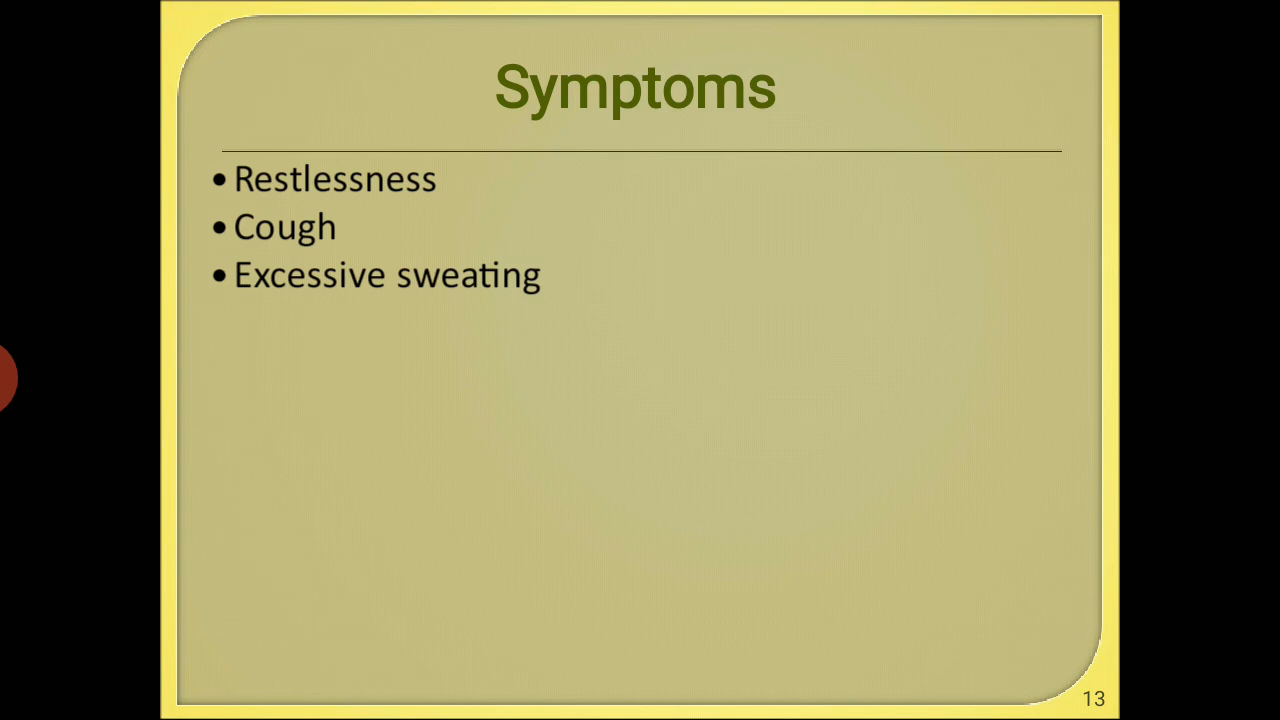 Symptoms
• Restlessness
• Cough
• Excessive sweating
13